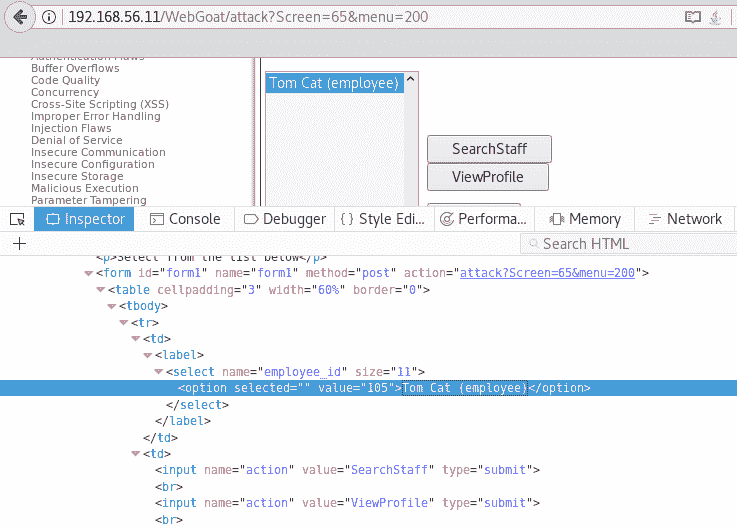 192.168.56.11/WebGoat/attack?Screen=65&menu=200
Buffer Overflows
Code Quality
Concurrency
Cross-Site Scripting (XSS)
Improper Error Handling
Injection Flaws
Denial of Service
Insecure Communication
Insecure Configuration
Insecure Storage
Malicious Execution
Parameter Tampering
Tom Cat (employee)
SearchStaff
ViewProfile
Inspector Console Debugger { } Style Edi... Performa... Memory Network
+ Search HTML
<p>Select from the list below</p>
<form id="form1" name="form1" method="post" action="attack?Screen=65&menu=200">
<table cellpadding="3" width="60%" border="0">
<tbody>
<tr>
<td>
<label>
<select name="employee_id" size="11">
<option selected="" value="105">Tom Cat (employee)</option>
</select>
</label>
</td>
<td>
<input name="action" value="SearchStaff" type="submit">
<br>
<input name="action" value="ViewProfile" type="submit">
<br>